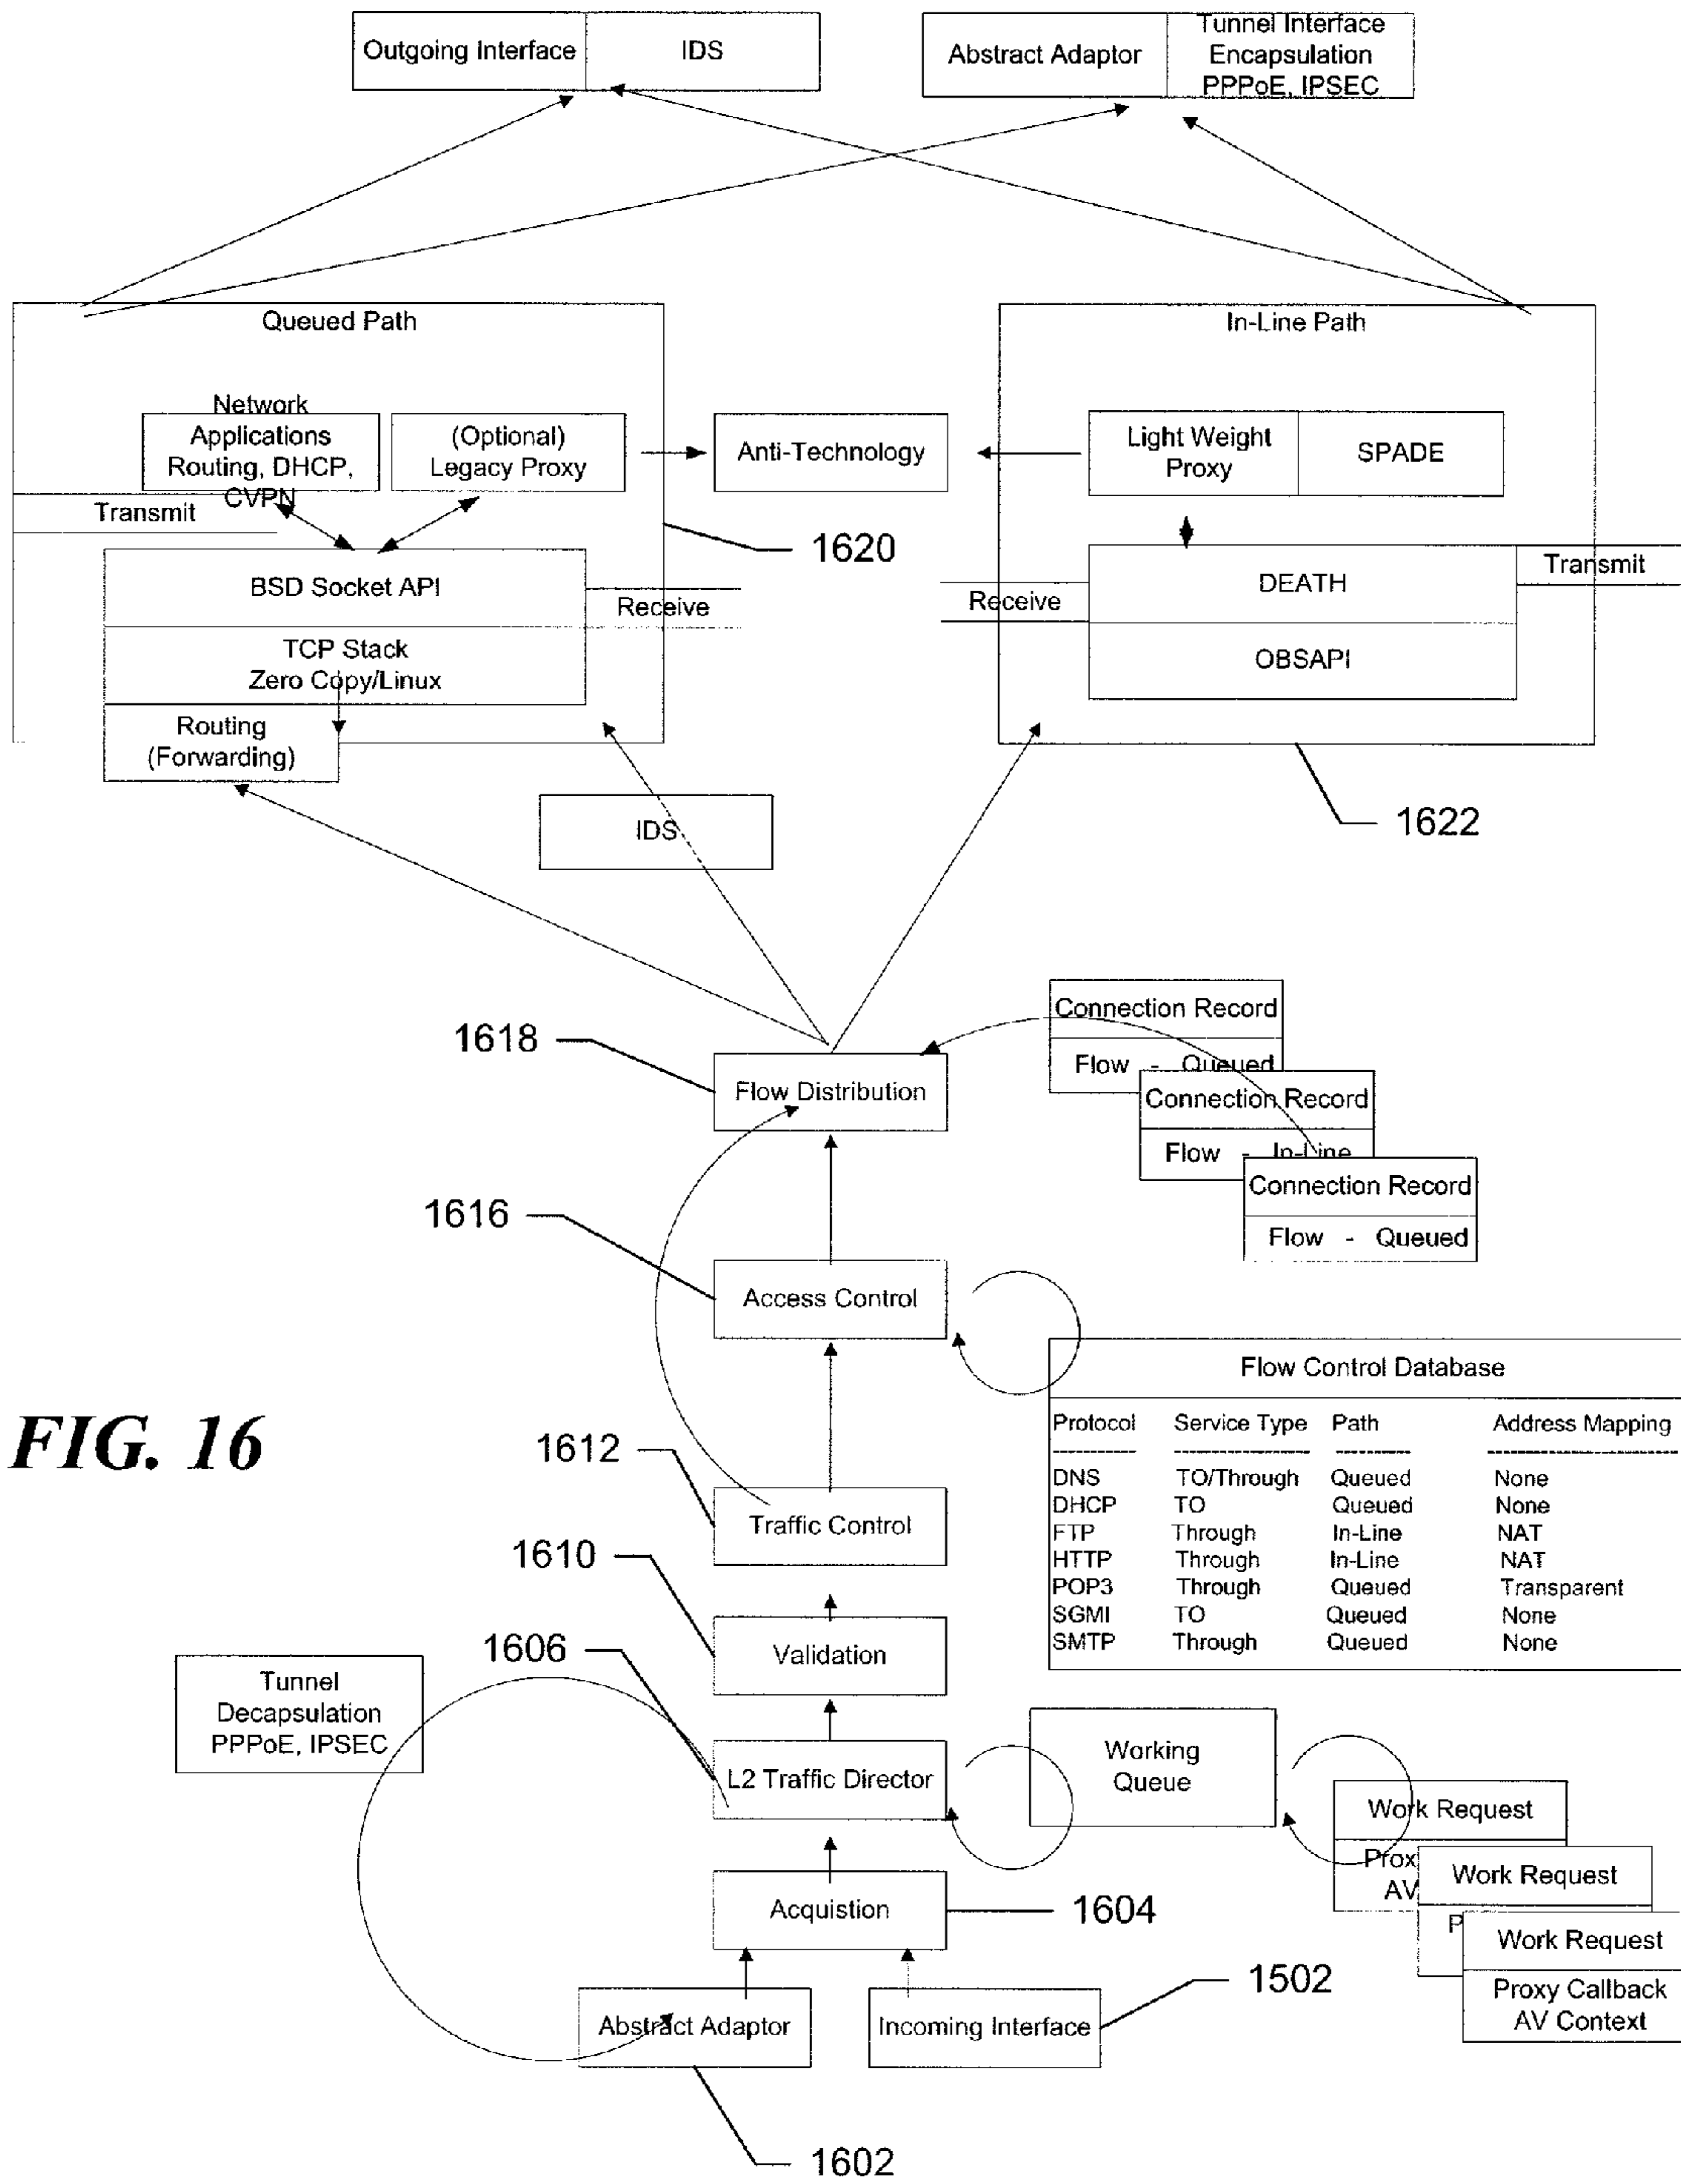 Outgoing Interface IDS
Abstract Adaptor
Tunnel Interface
Encapsulation
PPPoE, IPSEC
Queued Path
Network
Applications
Routing, DHCP,
CVPN
(Optional)
Legacy Proxy
Transmit
BSD Socket API
Receive
TCP Stack
Zero Copy/Linux
Routing
(Forwarding)
Anti-Technology
1620
In-Line Path
Light Weight
Proxy
SPADE
DEATH
Transmit
Receive
OBSAPI
1622
IDS
1618
Flow Distribution
Connection Record
Flow - Queued
Connection Record
Flow - In-Line
Connection Record
Flow - Queued
1616
Access Control
Flow Control Database
Protocol Service Type Path Address Mapping
DNS TO/Through Queued None
DHCP TO Queued None
FTP Through In-Line NAT
HTTP Through In-Line NAT
POP3 Through Queued Transparent
SGMI TO Queued None
SMTP Through Queued None
FIG. 16
1612
Traffic Control
1610
Validation
1606
Tunnel
Decapsulation
PPPoE, IPSEC
L2 Traffic Director
Working
Queue
Work Request
Prox
AV
Work Request
P
Work Request
Proxy Callback
AV Context
Acquistion
1604
Abstract Adaptor
Incoming Interface
1502
1602